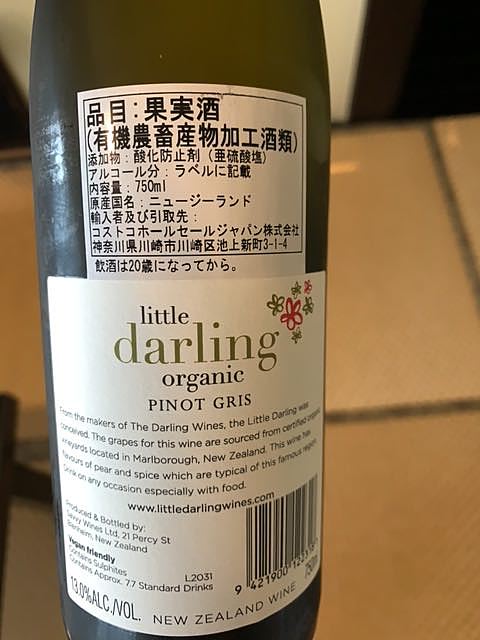 品目：果実酒
(有機農畜産物加工酒類)
添加物：酸化防止剤（亜硫酸塩）
アルコール分：ラベルに記載
内容量：750ml
原産国名：ニュージーランド
輸入者及び引取先：
コストコホールセールジャパン株式会社
神奈川県川崎市川崎区池上新町3-1-4
飲酒は20歳になってから。
little
darling
organic
PINOT GRIS
From the makers of The Darling Wines, the Little Darling was
conceived. The grapes for this wine are sourced from certified organic
vineyards located in Marlborough, New Zealand. This wine has
flavours of pear and spice which are typical of this famous region.
Drink on any occasion especially with food.
www.littledarlingwines.com
Produced & Bottled by:
Savvy Wines Ltd, 21 Percy St
Blenheim, New Zealand
Vegan friendly
Contains Sulphites
Contains Approx. 7.7 Standard Drinks
L2031
13.0%ALC./VOL.
NEW ZEALAND WINE
750ml